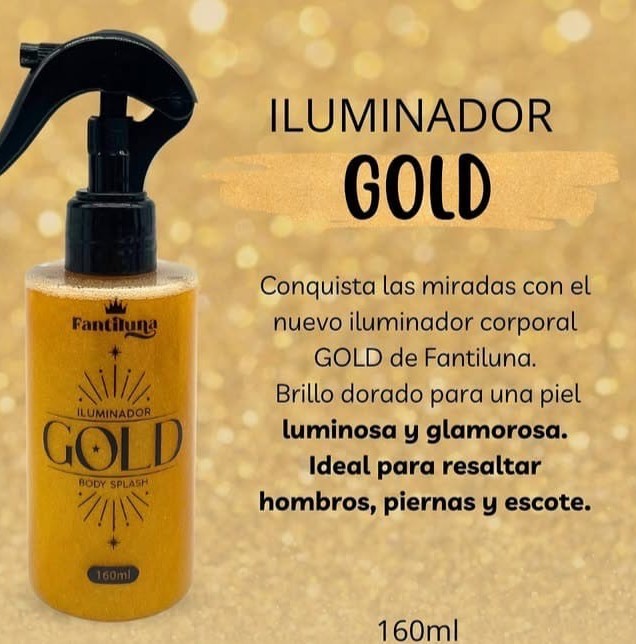 ILUMINADOR
GOLD
Conquista las miradas con el
nuevo iluminador corporal
GOLD de Fantiluna.
Brillo dorado para una piel
luminosa y glamorosa.
Ideal para resaltar
hombros, piernas y escote.
160ml
Fantiluna
ILUMINADOR
GOLD
BODY SPLASH
160ml